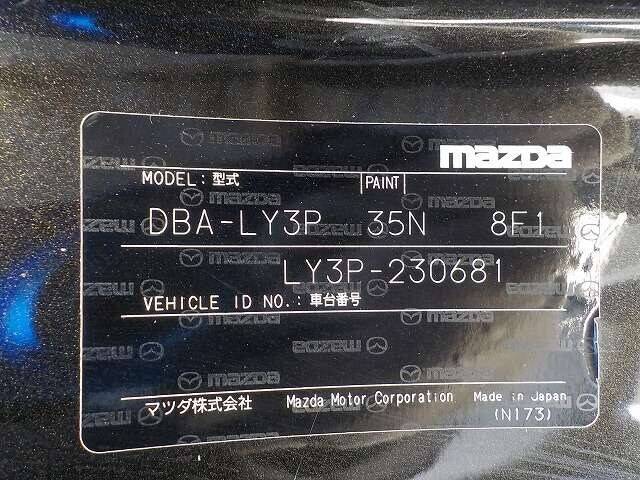 mazda
MODEL:型式 PAINT
DBA-LY3P 35N 8F1
LY3P-230681
VEHICLE ID NO.:車台番号
マツダ株式会社 Mazda Motor Corporation Made in Japan
(N173)